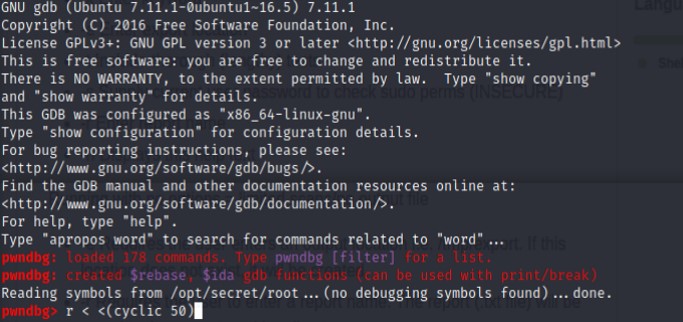 GNU gdb (Ubuntu 7.11.1-0ubuntu1~16.5) 7.11.1
Copyright (C) 2016 Free Software Foundation, Inc.
License GPLv3+: GNU GPL version 3 or later <http://gnu.org/licenses/gpl.html>
This is free software: you are free to change and redistribute it.
There is NO WARRANTY, to the extent permitted by law.  Type "show copying"
and "show warranty" for details.
This GDB was configured as "x86_64-linux-gnu".
Type "show configuration" for configuration details.
For bug reporting instructions, please see:
<http://www.gnu.org/software/gdb/bugs/>.
Find the GDB manual and other documentation resources online at:
<http://www.gnu.org/software/gdb/documentation/>.
For help, type "help".
Type "apropos word" to search for commands related to "word"...
pwndbg: loaded 178 commands. Type pwndbg [filter] for a list.
pwndbg: created $rebase, $ida gdb functions (can be used with print/break)
Reading symbols from /opt/secret/root...(no debugging symbols found)...done.
pwndbg> r < <(cyclic 50)